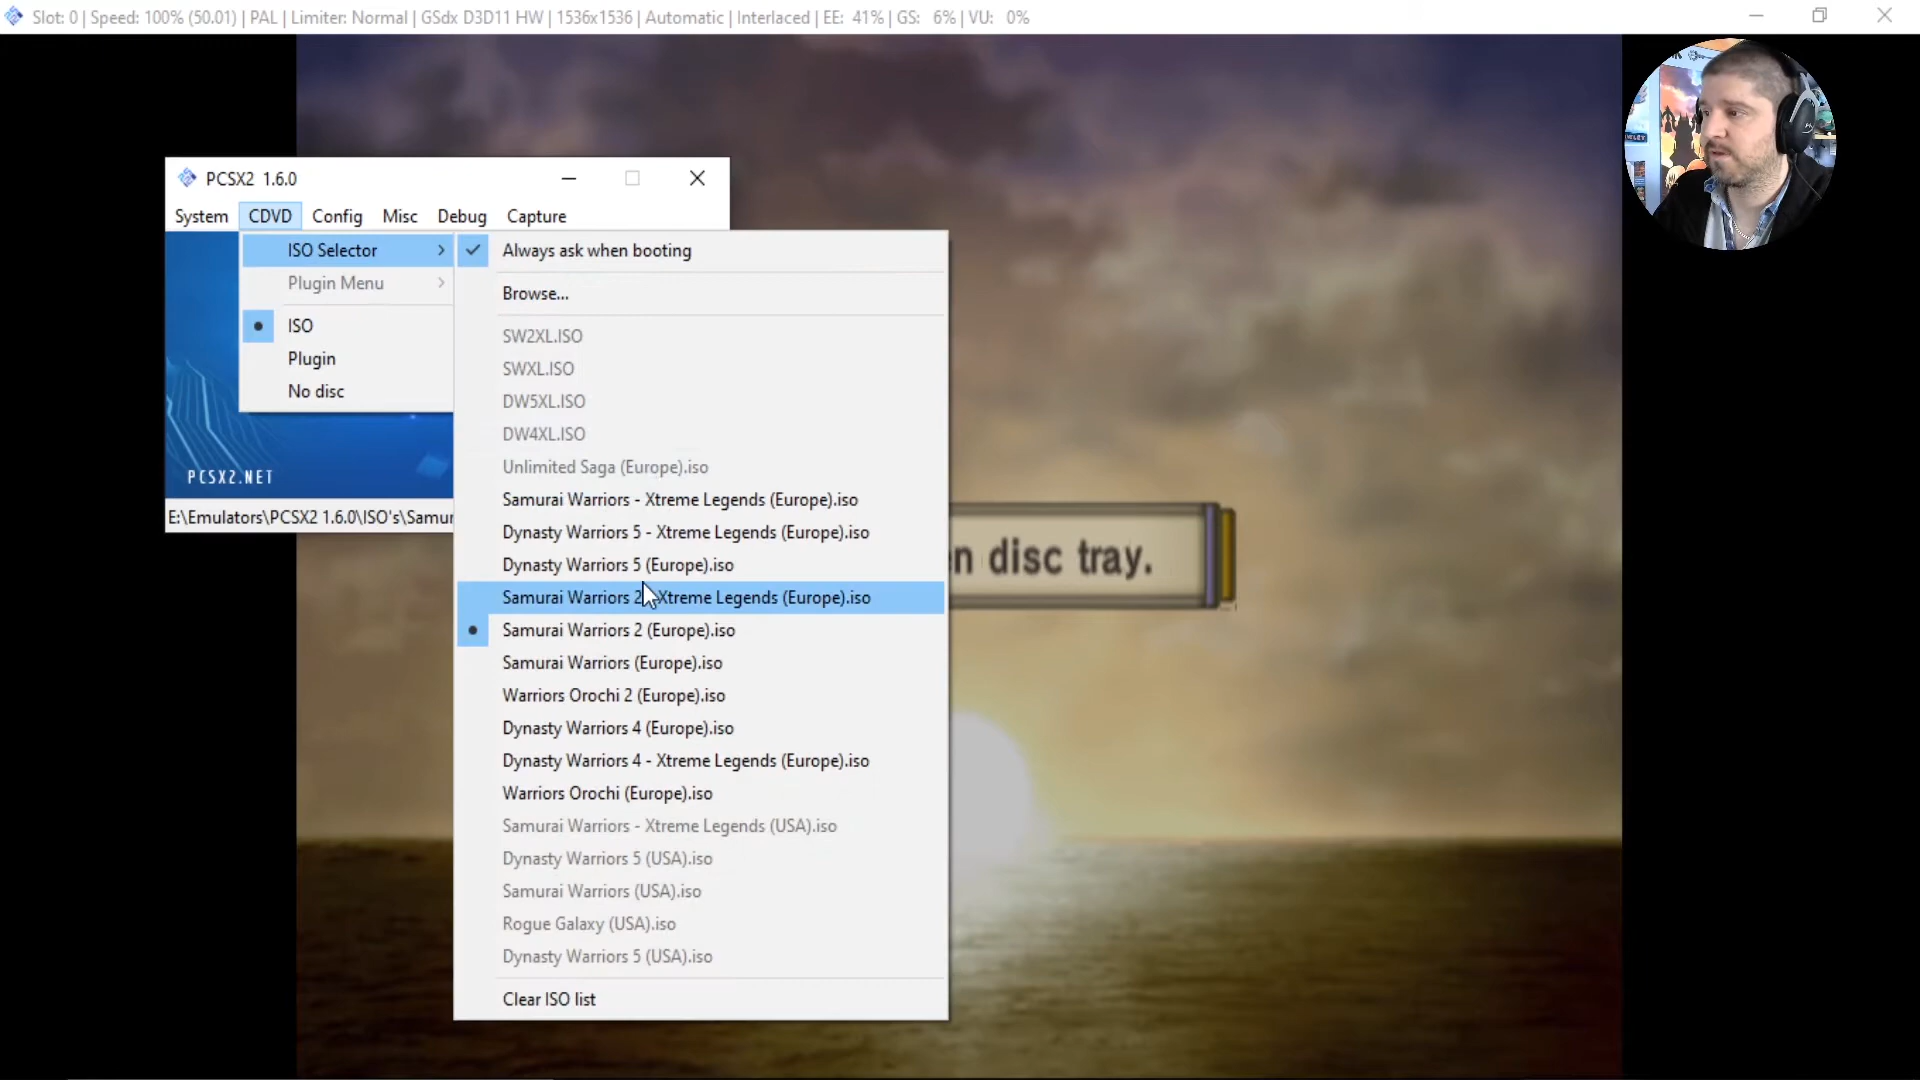 Slot: 0 | Speed: 100% (50.01) | PAL | Limiter: Normal | GSdx D3D11 HW | 1536x1536 | Automatic | Interlaced | EE: 41% | GS: 6% | VU: 0%
PCSX2 1.6.0
System CDVD Config Misc Debug Capture
ISO Selector
Plugin Menu
ISO
Plugin
No disc
Always ask when booting
Browse...
SW2XL.ISO
SWXL.ISO
DW5XL.ISO
DW4XL.ISO
Unlimited Saga (Europe).iso
Samurai Warriors - Xtreme Legends (Europe).iso
Dynasty Warriors 5 - Xtreme Legends (Europe).iso
Dynasty Warriors 5 (Europe).iso
Samurai Warriors 2 - Xtreme Legends (Europe).iso
Samurai Warriors 2 (Europe).iso
Samurai Warriors (Europe).iso
Warriors Orochi 2 (Europe).iso
Dynasty Warriors 4 (Europe).iso
Dynasty Warriors 4 - Xtreme Legends (Europe).iso
Warriors Orochi (Europe).iso
Samurai Warriors - Xtreme Legends (USA).iso
Dynasty Warriors 5 (USA).iso
Samurai Warriors (USA).iso
Rogue Galaxy (USA).iso
Dynasty Warriors 5 (USA).iso
Clear ISO list
PCSX2.NET
E:\Emulators\PCSX2 1.6.0\ISO's\Samur
n disc tray.